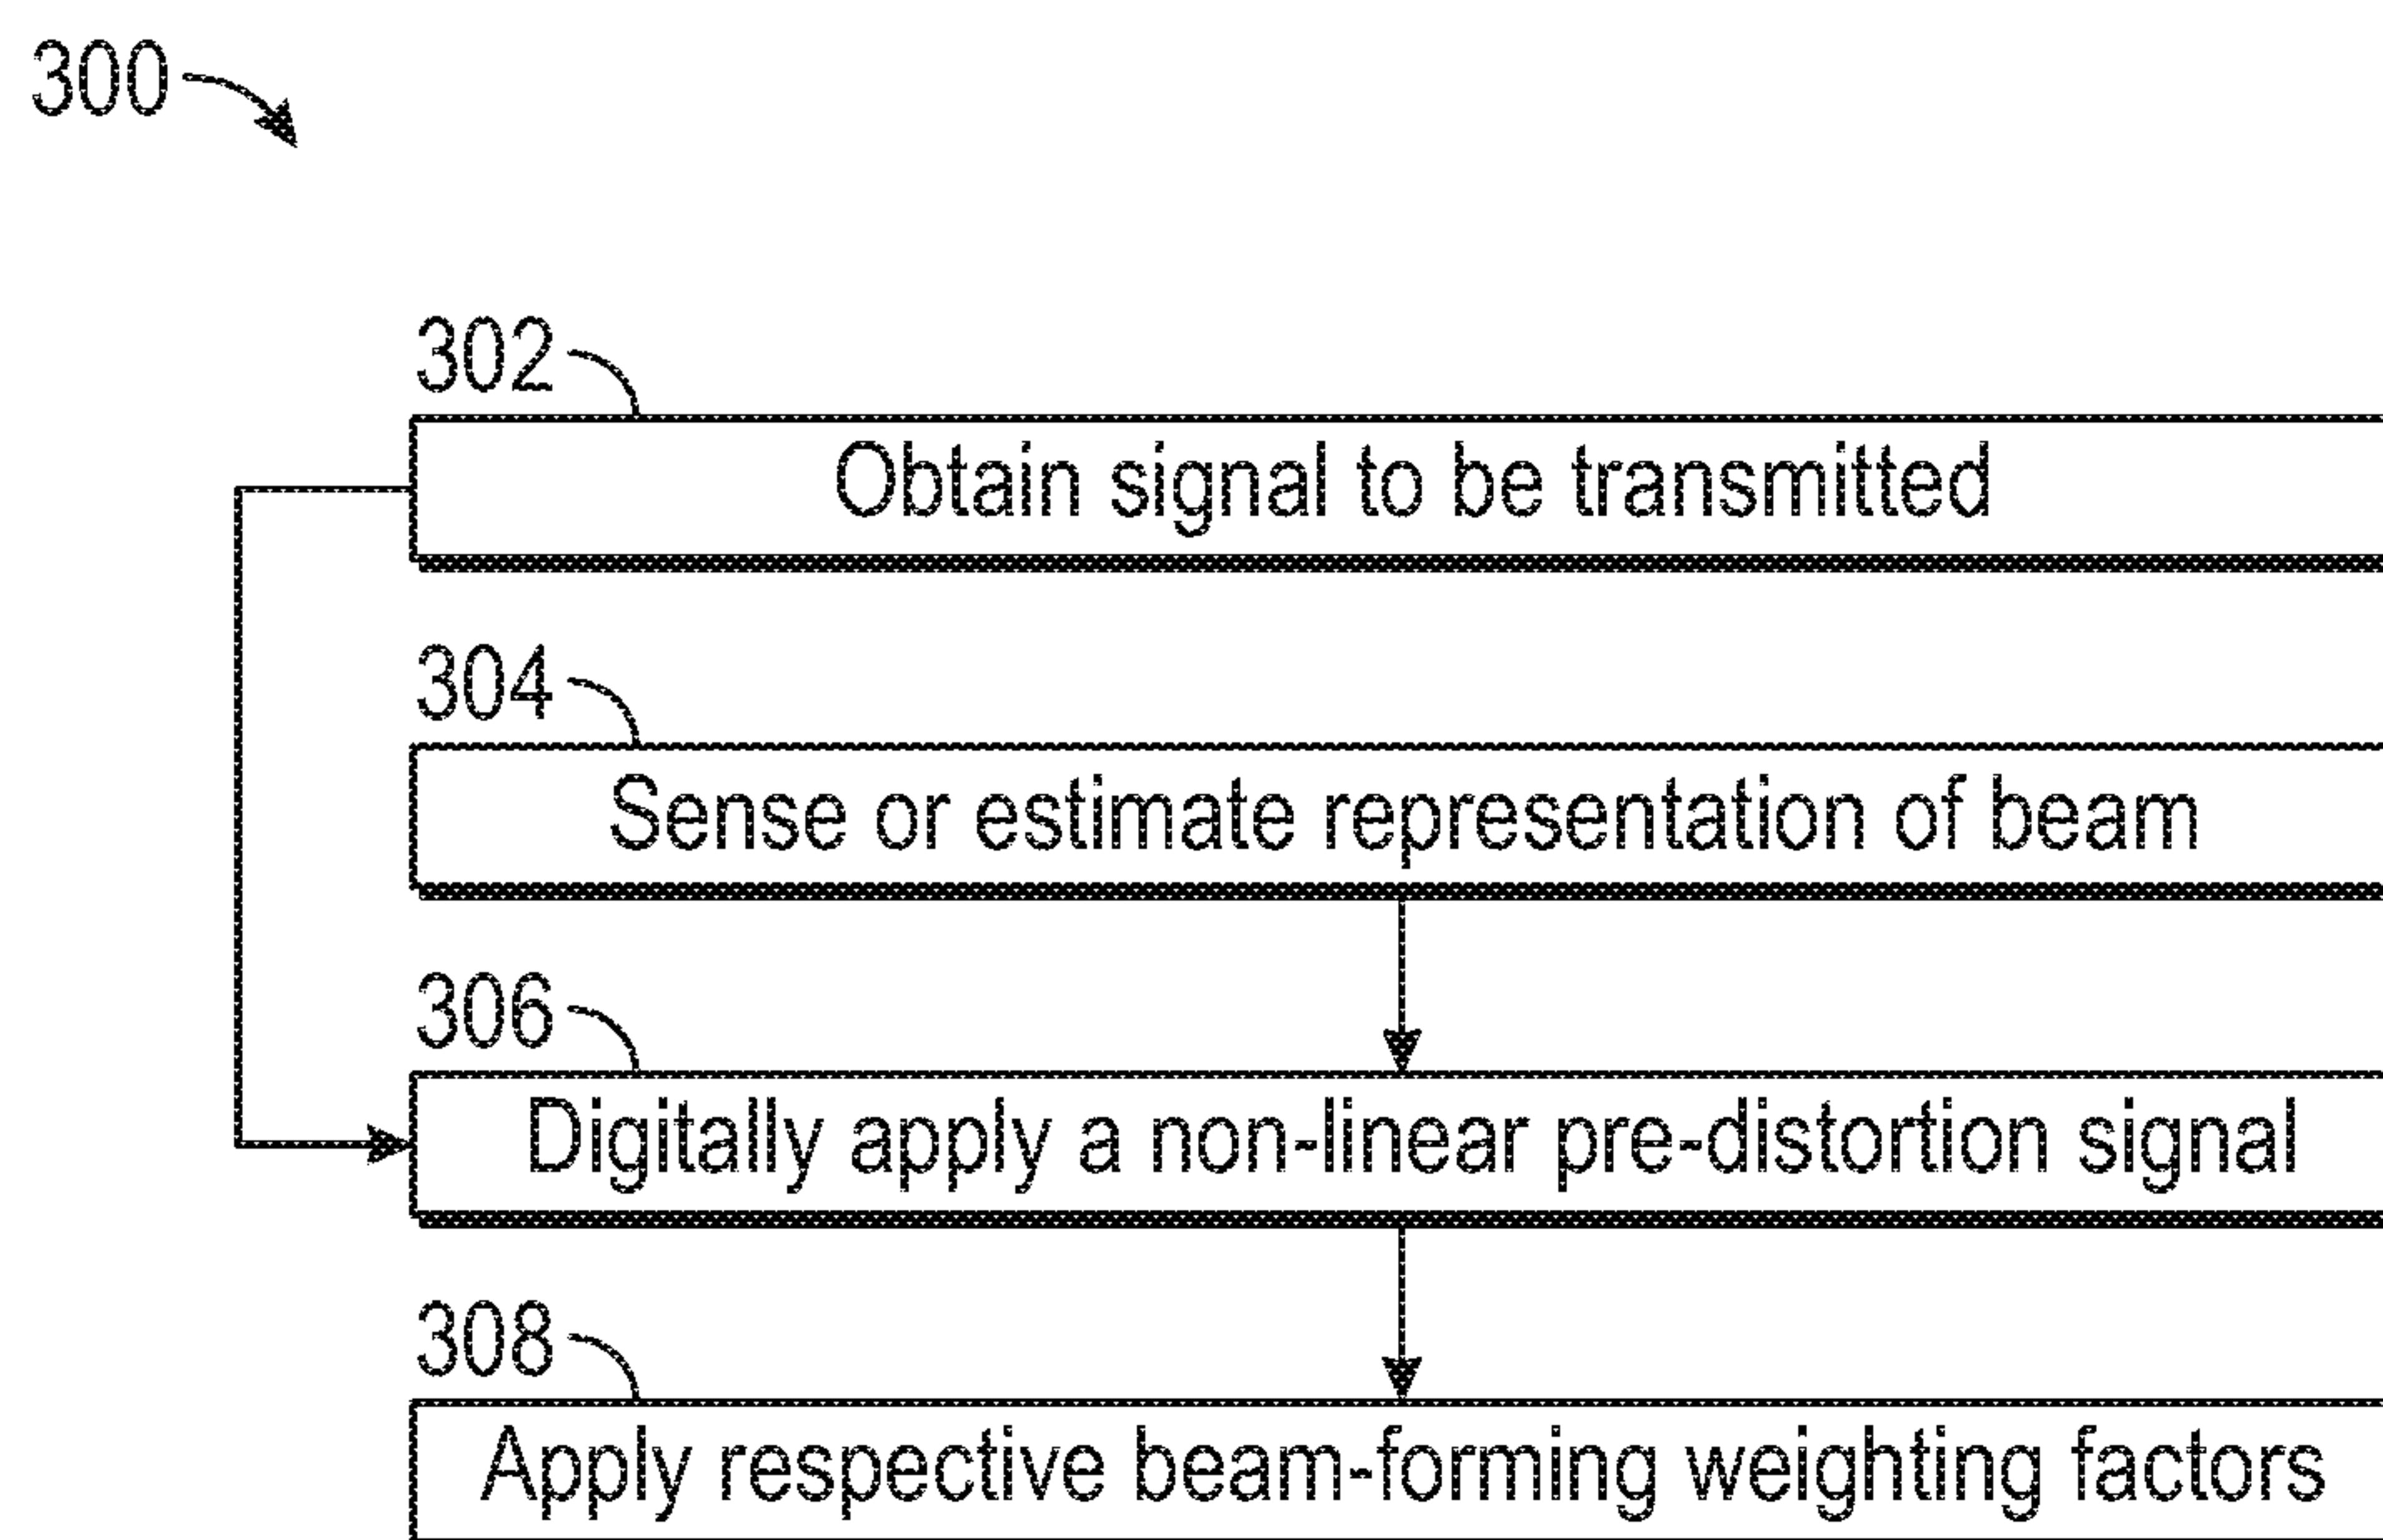 300
302
Obtain signal to be transmitted
304
Sense or estimate representation of beam
306
Digitally apply a non-linear pre-distortion signal
308
Apply respective beam-forming weighting factors